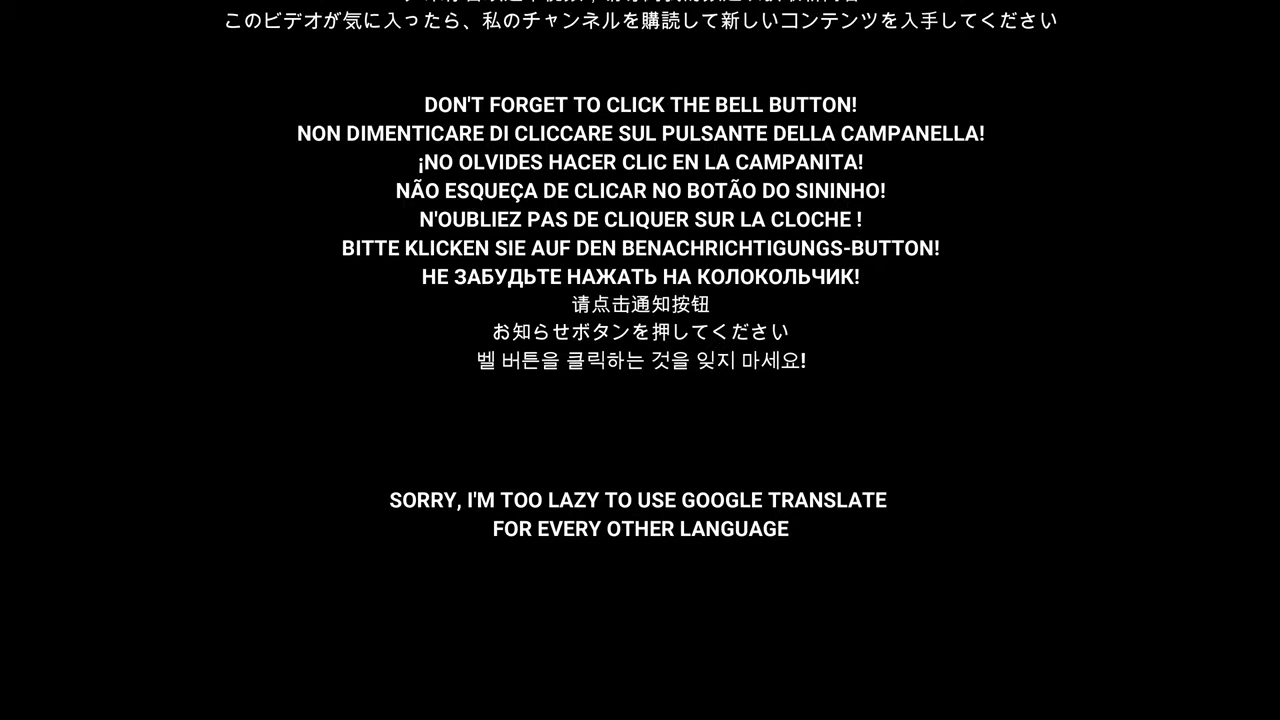 このビデオが気に入ったら、私のチャンネルを購読して新しいコンテンツを入手してください
DON'T FORGET TO CLICK THE BELL BUTTON!
NON DIMENTICARE DI CLICCARE SUL PULSANTE DELLA CAMPANELLA!
¡NO OLVIDES HACER CLIC EN LA CAMPANITA!
NÃO ESQUEÇA DE CLICAR NO BOTÃO DO SININHO!
N'OUBLIEZ PAS DE CLIQUER SUR LA CLOCHE !
BITTE KLICKEN SIE AUF DEN BENACHRICHTIGUNGS-BUTTON!
НЕ ЗАБУДЬТЕ НАЖАТЬ НА КОЛОКОЛЬЧИК!
请点击通知按钮
お知らせボタンを押してください
벨 버튼을 클릭하는 것을 잊지 마세요!
SORRY, I'M TOO LAZY TO USE GOOGLE TRANSLATE
FOR EVERY OTHER LANGUAGE